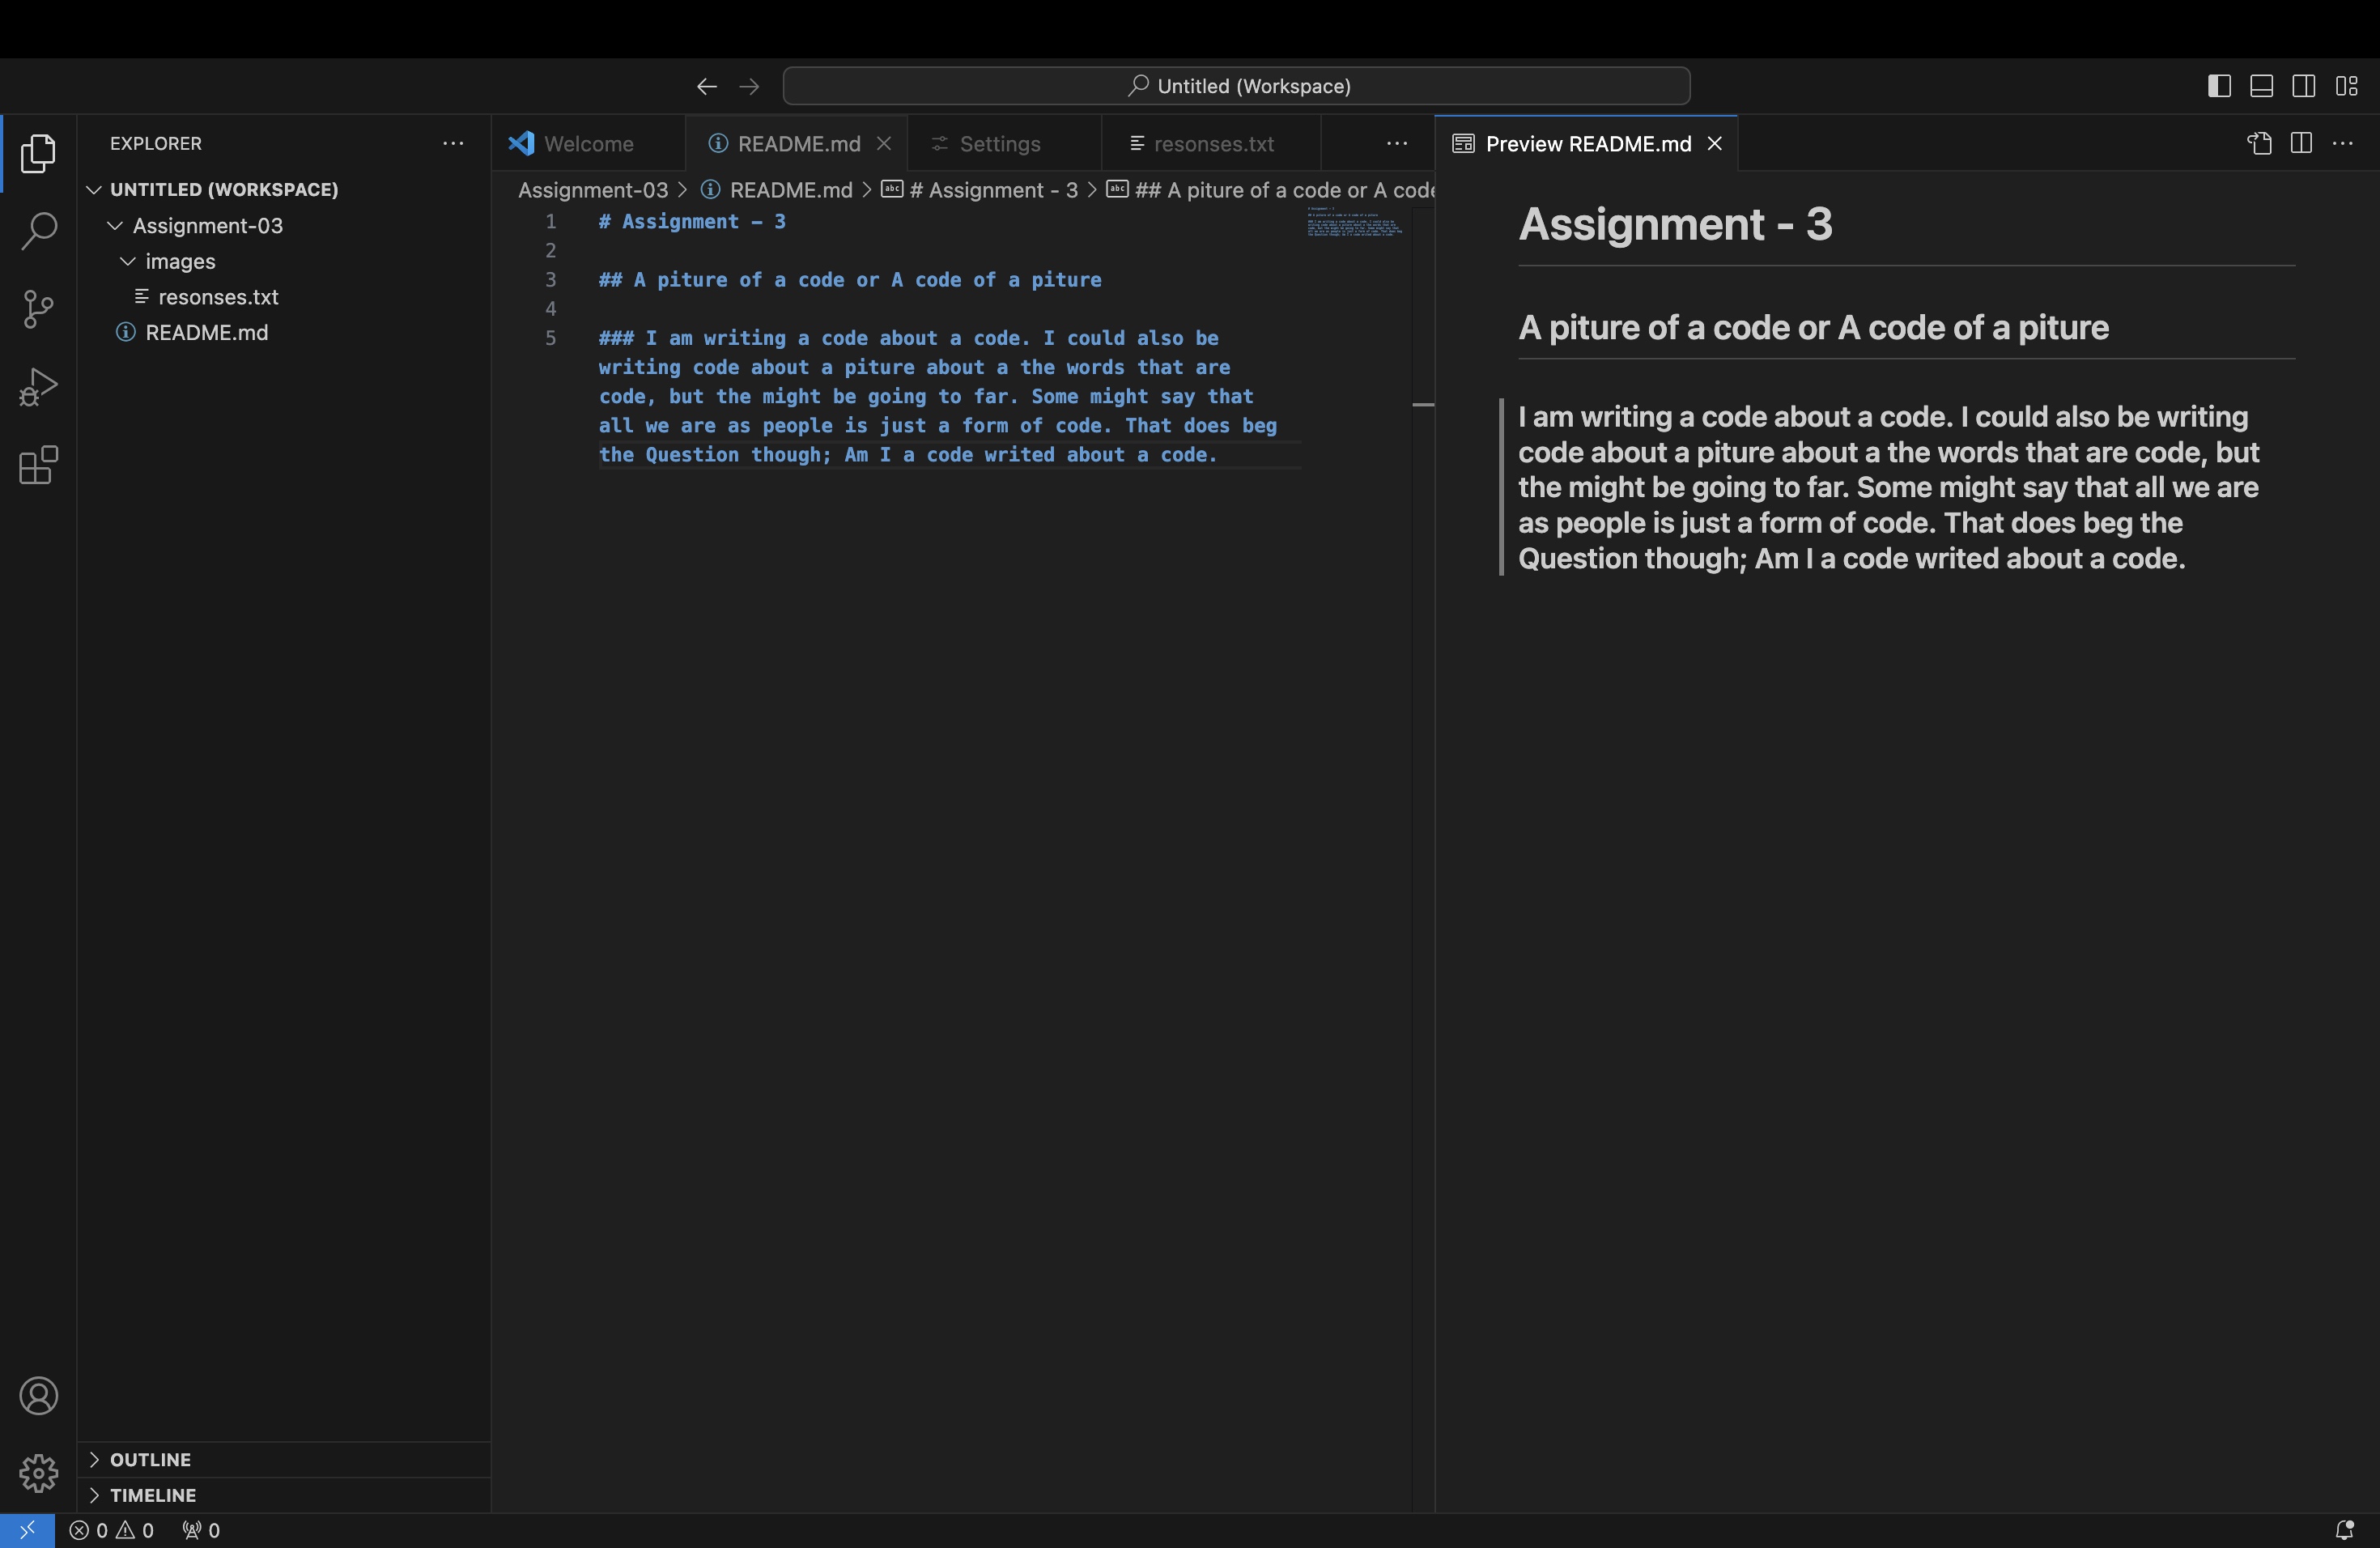 Untitled (Workspace)
EXPLORER
UNTITLED (WORKSPACE)
Assignment-03
images
resonses.txt
README.md
OUTLINE
TIMELINE
Welcome
README.md
Settings
resonses.txt
Assignment-03 > README.md > # Assignment - 3 > ## A piture of a code or A code
1 # Assignment - 3
2
3 ## A piture of a code or A code of a piture
4
5 ### I am writing a code about a code. I could also be
writing code about a piture about a the words that are
code, but the might be going to far. Some might say that
all we are as people is just a form of code. That does beg
the Question though; Am I a code writed about a code.
Preview README.md
Assignment - 3
A piture of a code or A code of a piture
I am writing a code about a code. I could also be writing
code about a piture about a the words that are code, but
the might be going to far. Some might say that all we are
as people is just a form of code. That does beg the
Question though; Am I a code writed about a code.
0 0 0